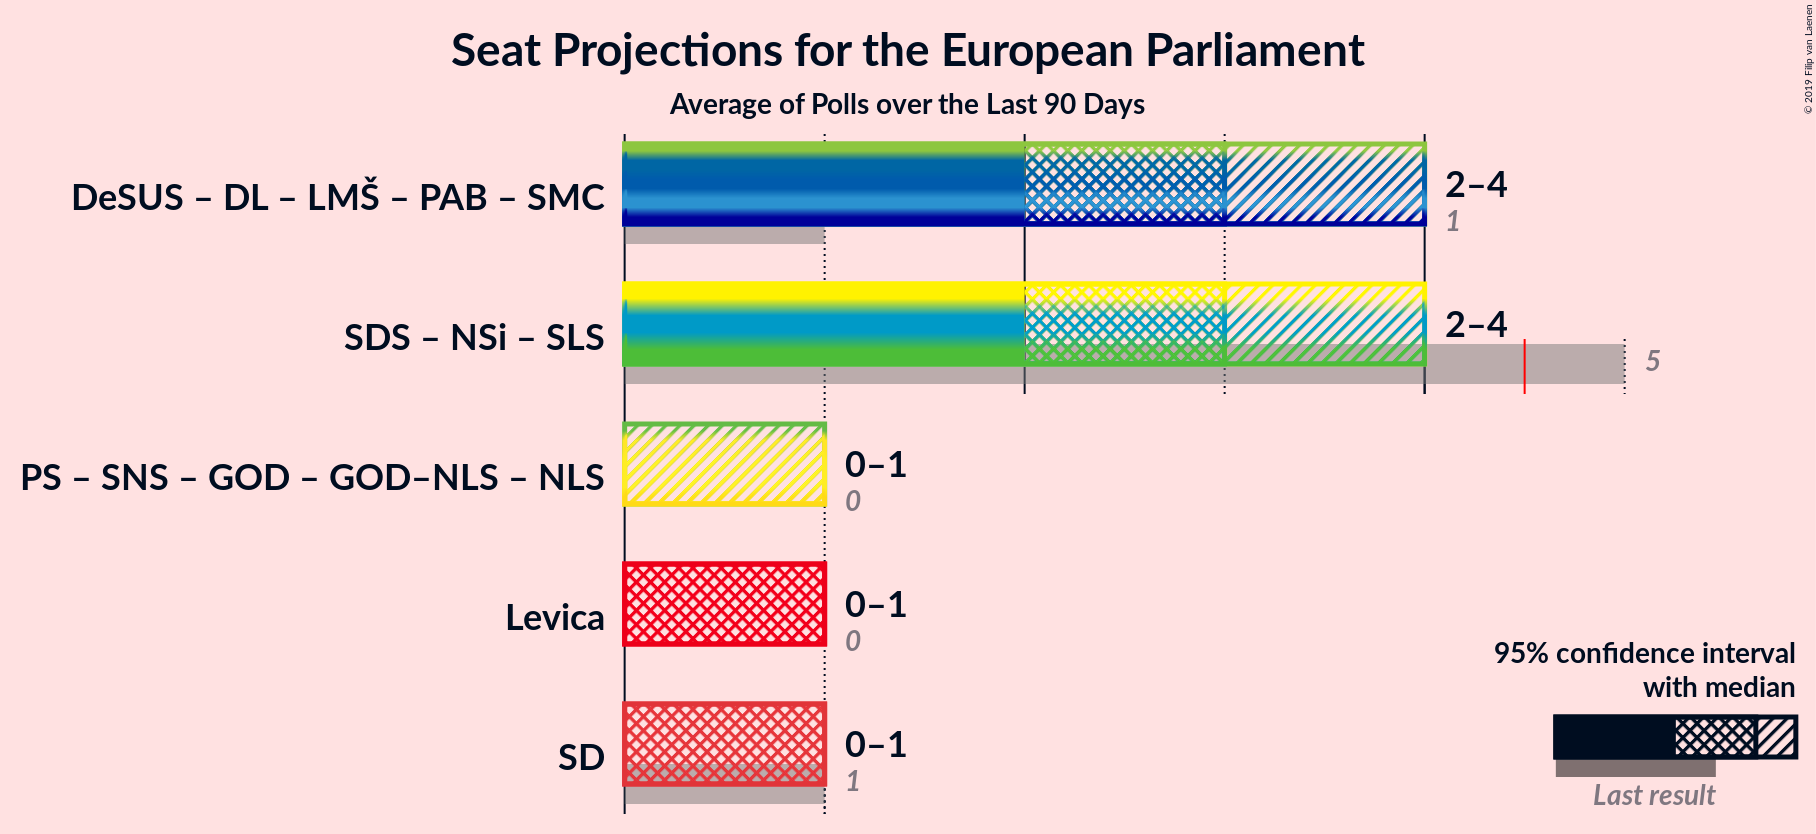 Seat Projections for the European Parliament
Average of Polls over the Last 90 Days
© 2019 Filip van Laenen
DeSUS – DL – LMŠ – PAB – SMC
2–4
1
SDS – NSi – SLS
2–4
5
PS – SNS – GOD – GOD–NLS – NLS
0–1
0
Levica
0–1
0
SD
0–1
1
95% confidence interval
with median
Last result